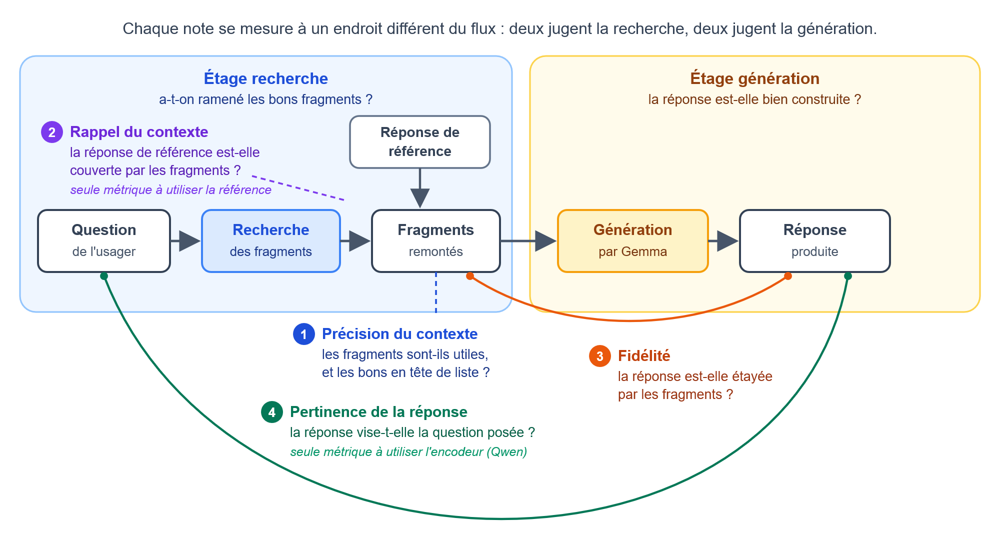 Chaque note se mesure à un endroit différent du flux : deux jugent la recherche, deux jugent la génération.
Étage recherche
a-t-on ramené les bons fragments ?
Étage génération
la réponse est-elle bien construite ?
2
Rappel du contexte
la réponse de référence est-elle
couverte par les fragments ?
seule métrique à utiliser la référence
Réponse de
référence
Question
de l'usager
Recherche
des fragments
Fragments
remontés
Génération
par Gemma
Réponse
produite
1
Précision du contexte
les fragments sont-ils utiles,
et les bons en tête de liste ?
3
Fidélité
la réponse est-elle étayée
par les fragments ?
4
Pertinence de la réponse
la réponse vise-t-elle la question posée ?
seule métrique à utiliser l'encodeur (Qwen)